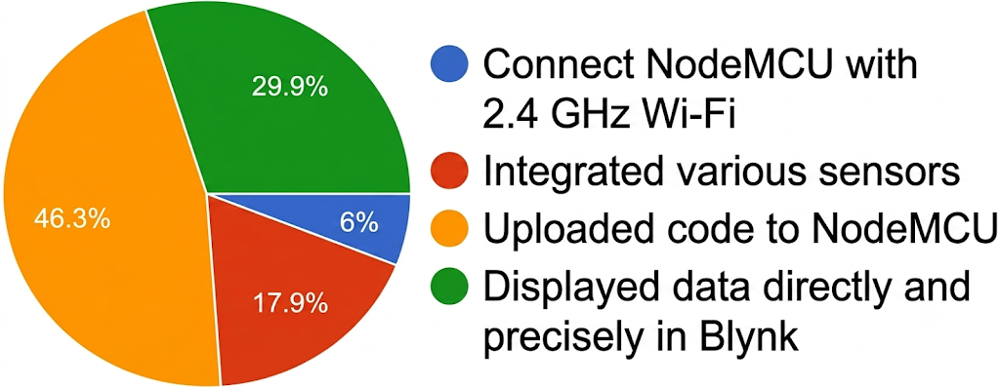 29.9%
46.3%
6%
17.9%
Connect NodeMCU with
2.4 GHz Wi-Fi
Integrated various sensors
Uploaded code to NodeMCU
Displayed data directly and
precisely in Blynk